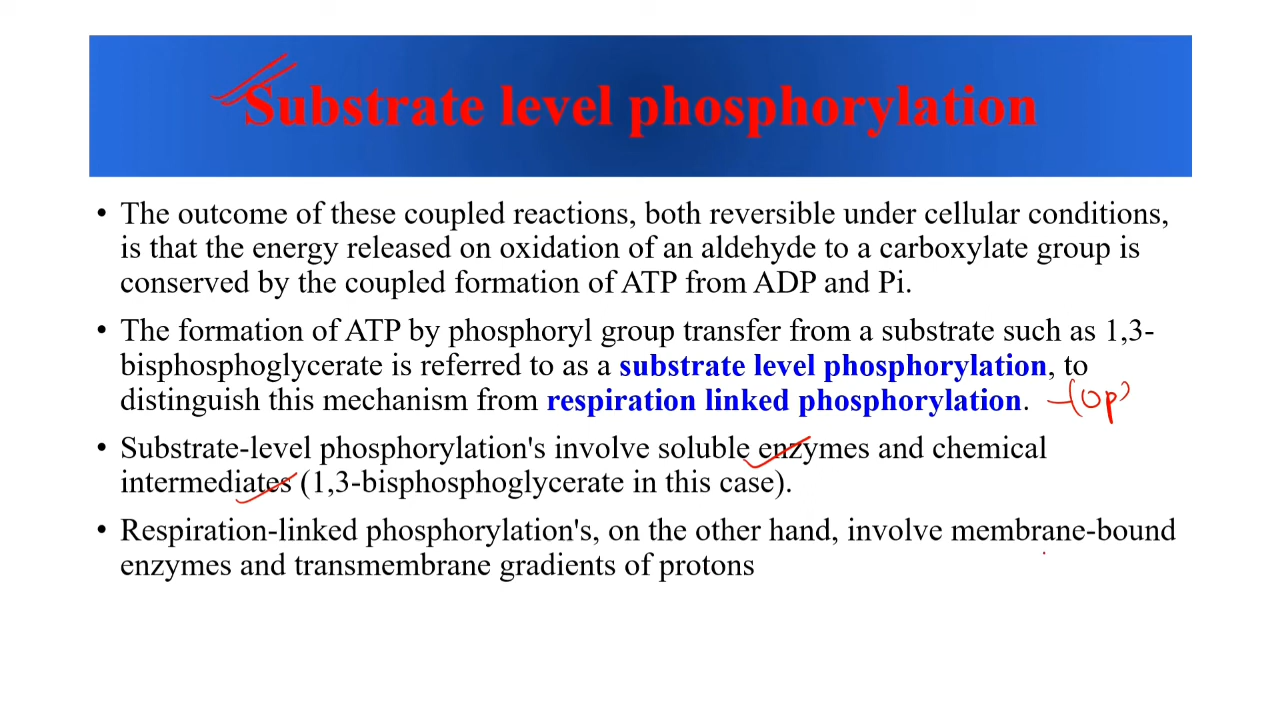 Substrate level phosphorylation
• The outcome of these coupled reactions, both reversible under cellular conditions,
is that the energy released on oxidation of an aldehyde to a carboxylate group is
conserved by the coupled formation of ATP from ADP and Pi.
• The formation of ATP by phosphoryl group transfer from a substrate such as 1,3-
bisphosphoglycerate is referred to as a substrate level phosphorylation, to
distinguish this mechanism from respiration linked phosphorylation. -(op)
• Substrate-level phosphorylation's involve soluble enzymes and chemical
intermediates (1,3-bisphosphoglycerate in this case).
• Respiration-linked phosphorylation's, on the other hand, involve membrane-bound
enzymes and transmembrane gradients of protons